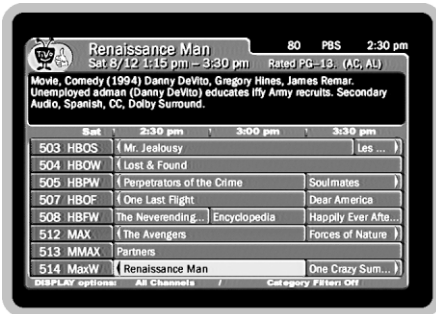 TiVo
Renaissance Man 80 PBS 2:30 pm
Sat 8/12 1:15 pm – 3:30 pm Rated PG-13, (AC, AL)
Movie, Comedy (1994) Danny DeVito, Gregory Hines, James Remar.
Unemployed adman (Danny DeVito) educates iffy Army recruits. Secondary
Audio, Spanish, CC, Dolby Surround.
Sat 2:30 pm 3:00 pm 3:30 pm
503 HBOS Mr. Jealousy Les ...
504 HBOW Lost & Found
505 HBPW Perpetrators of the Crime Soulmates
507 HBOF One Last Flight Dear America
508 HBFW The Neverending... Encyclopedia Happily Ever Afte...
512 MAX The Avengers Forces of Nature
513 MMAX Partners
514 MaxW Renaissance Man One Crazy Sum...
DISPLAY options: All Channels / Category Filter: Off